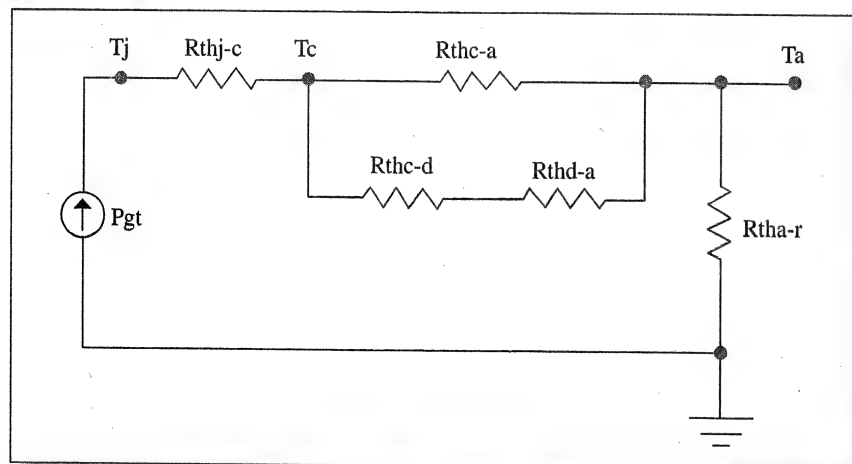 Tj
Rthj-c
Tc
Rthc-a
Ta
Rthc-d
Rthd-a
Pgt
Rtha-r